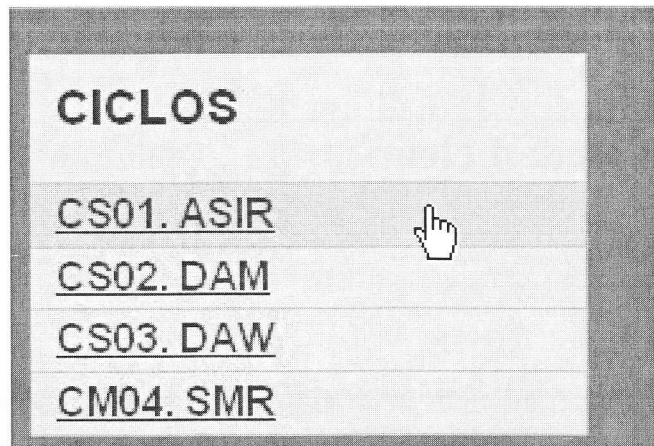 CICLOS
CS01. ASIR
CS02. DAM
CS03. DAW
CM04. SMR